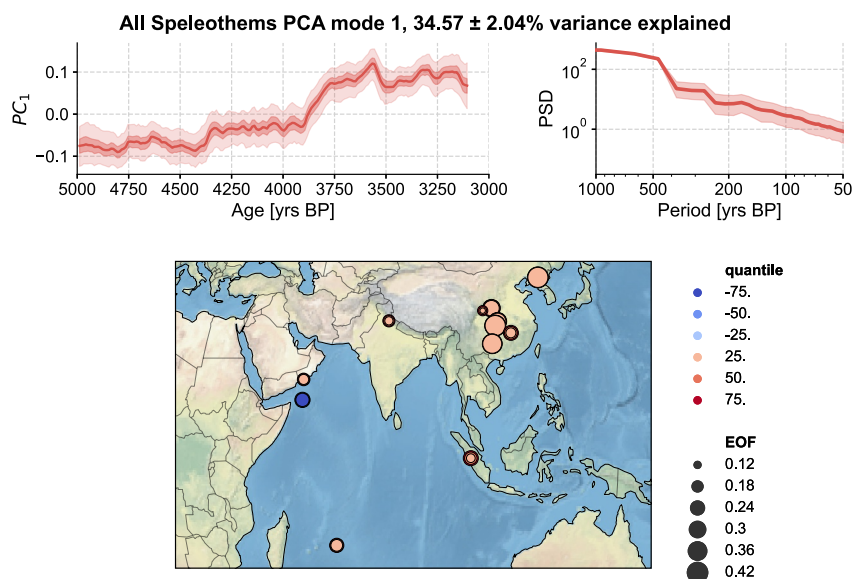 All Speleothems PCA mode 1, 34.57 ± 2.04% variance explained
PC₁
0.1
0.0
−0.1
5000 4750 4500 4250 4000 3750 3500 3250 3000
Age [yrs BP]
PSD
10²
10⁰
1000 500 200 100 50
Period [yrs BP]
quantile
-75.
-50.
-25.
25.
50.
75.
EOF
0.12
0.18
0.24
0.3
0.36
0.42